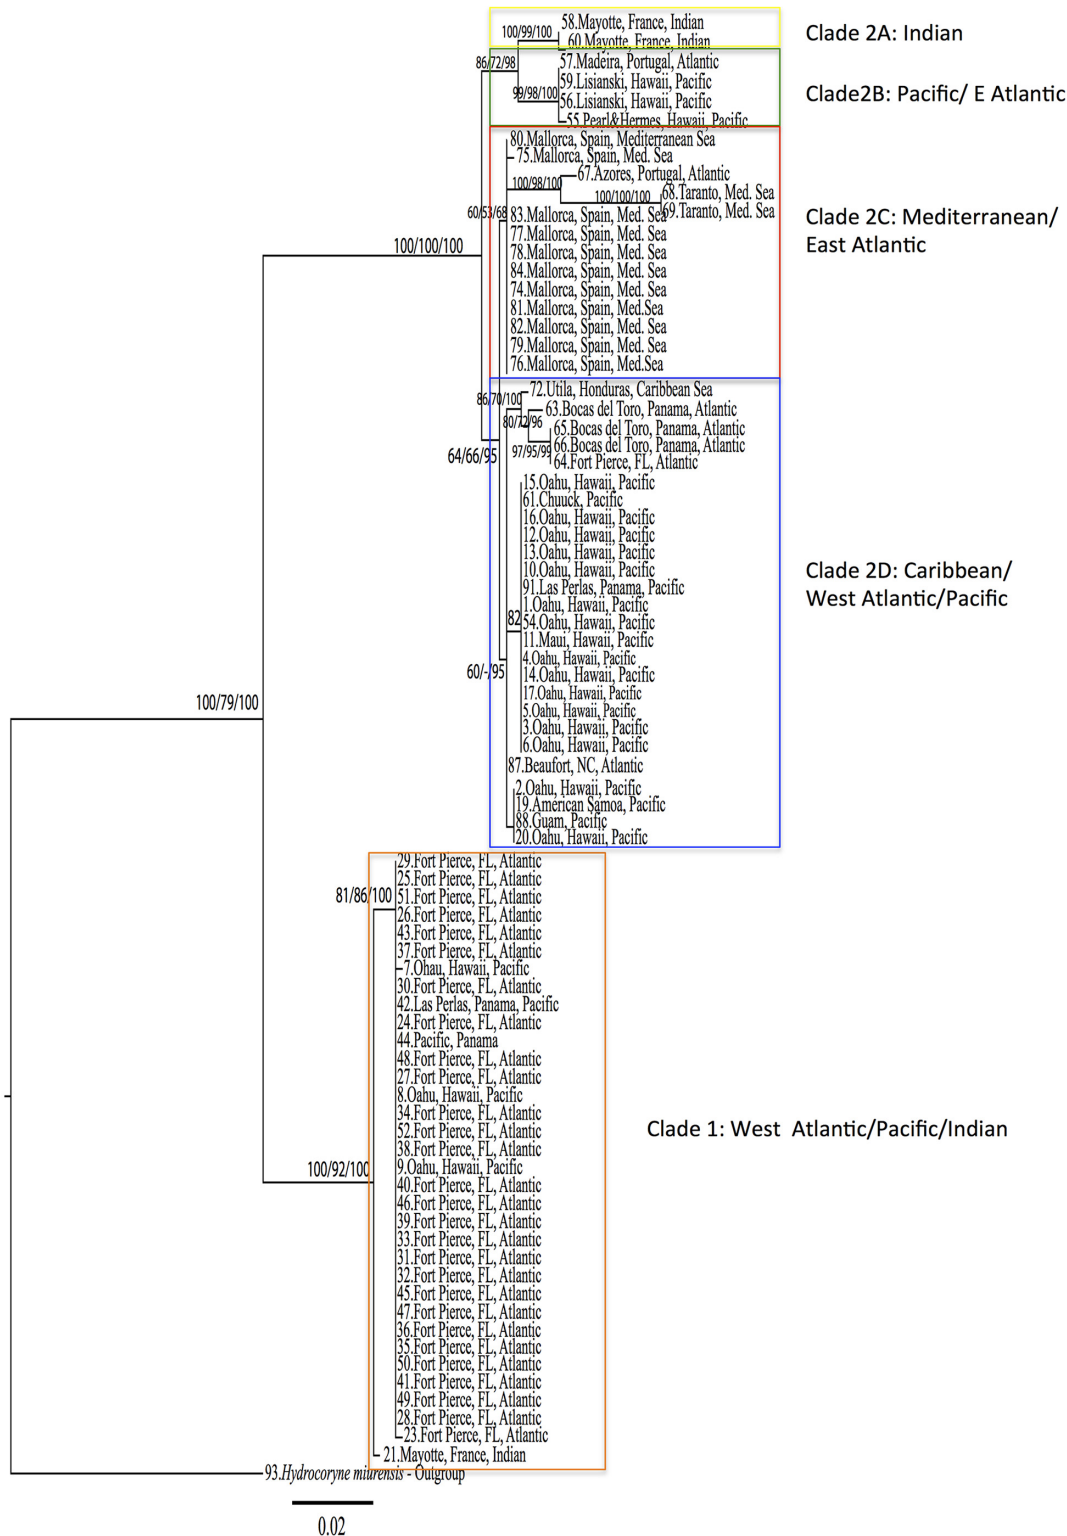 58.Mayotte, France, Indian
100/99/100
60.Mayotte, France, Indian
Clade 2A: Indian
86/72/98
57.Madeira, Portugal, Atlantic
59.Lisianski, Hawaii, Pacific
99/98/100
56.Lisianski, Hawaii, Pacific
55.Pearl&Hermes, Hawaii, Pacific
Clade2B: Pacific/ E Atlantic
80.Mallorca, Spain, Mediterranean Sea
75.Mallorca, Spain, Med. Sea
67.Azores, Portugal, Atlantic
100/98/100
68.Taranto, Med. Sea
100/100/100
69.Taranto, Med. Sea
60/53/68
83.Mallorca, Spain, Med. Sea
77.Mallorca, Spain, Med. Sea
78.Mallorca, Spain, Med. Sea
84.Mallorca, Spain, Med. Sea
74.Mallorca, Spain, Med. Sea
81.Mallorca, Spain, Med.Sea
82.Mallorca, Spain, Med. Sea
79.Mallorca, Spain, Med. Sea
76.Mallorca, Spain, Med.Sea
Clade 2C: Mediterranean/
East Atlantic
100/100/100
72.Utila, Honduras, Caribbean Sea
86/70/100
63.Bocas del Toro, Panama, Atlantic
80/72/96
65.Bocas del Toro, Panama, Atlantic
66.Bocas del Toro, Panama, Atlantic
97/95/99
64.Fort Pierce, FL, Atlantic
64/66/95
15.Oahu, Hawaii, Pacific
61.Chuuck, Pacific
16.Oahu, Hawaii, Pacific
12.Oahu, Hawaii, Pacific
13.Oahu, Hawaii, Pacific
10.Oahu, Hawaii, Pacific
91.Las Perlas, Panama, Pacific
1.Oahu, Hawaii, Pacific
82
54.Oahu, Hawaii, Pacific
11.Maui, Hawaii, Pacific
4.Oahu, Hawaii, Pacific
60/-/95
14.Oahu, Hawaii, Pacific
17.Oahu, Hawaii, Pacific
5.Oahu, Hawaii, Pacific
3.Oahu, Hawaii, Pacific
6.Oahu, Hawaii, Pacific
87.Beaufort, NC, Atlantic
2.Oahu, Hawaii, Pacific
19.American Samoa, Pacific
88.Guam, Pacific
20.Oahu, Hawaii, Pacific
Clade 2D: Caribbean/
West Atlantic/Pacific
100/79/100
29.Fort Pierce, FL, Atlantic
25.Fort Pierce, FL, Atlantic
81/86/100
51.Fort Pierce, FL, Atlantic
26.Fort Pierce, FL, Atlantic
43.Fort Pierce, FL, Atlantic
37.Fort Pierce, FL, Atlantic
7.Ohau, Hawaii, Pacific
30.Fort Pierce, FL, Atlantic
42.Las Perlas, Panama, Pacific
24.Fort Pierce, FL, Atlantic
44.Pacific, Panama
48.Fort Pierce, FL, Atlantic
27.Fort Pierce, FL, Atlantic
8.Oahu, Hawaii, Pacific
34.Fort Pierce, FL, Atlantic
52.Fort Pierce, FL, Atlantic
38.Fort Pierce, FL, Atlantic
100/92/100
9.Oahu, Hawaii, Pacific
40.Fort Pierce, FL, Atlantic
46.Fort Pierce, FL, Atlantic
39.Fort Pierce, FL, Atlantic
33.Fort Pierce, FL, Atlantic
31.Fort Pierce, FL, Atlantic
32.Fort Pierce, FL, Atlantic
45.Fort Pierce, FL, Atlantic
47.Fort Pierce, FL, Atlantic
36.Fort Pierce, FL, Atlantic
35.Fort Pierce, FL, Atlantic
50.Fort Pierce, FL, Atlantic
41.Fort Pierce, FL, Atlantic
49.Fort Pierce, FL, Atlantic
28.Fort Pierce, FL, Atlantic
23.Fort Pierce, FL, Atlantic
21.Mayotte, France, Indian
Clade 1: West Atlantic/Pacific/Indian
93.Hydrocoryne miurensis - Outgroup
0.02